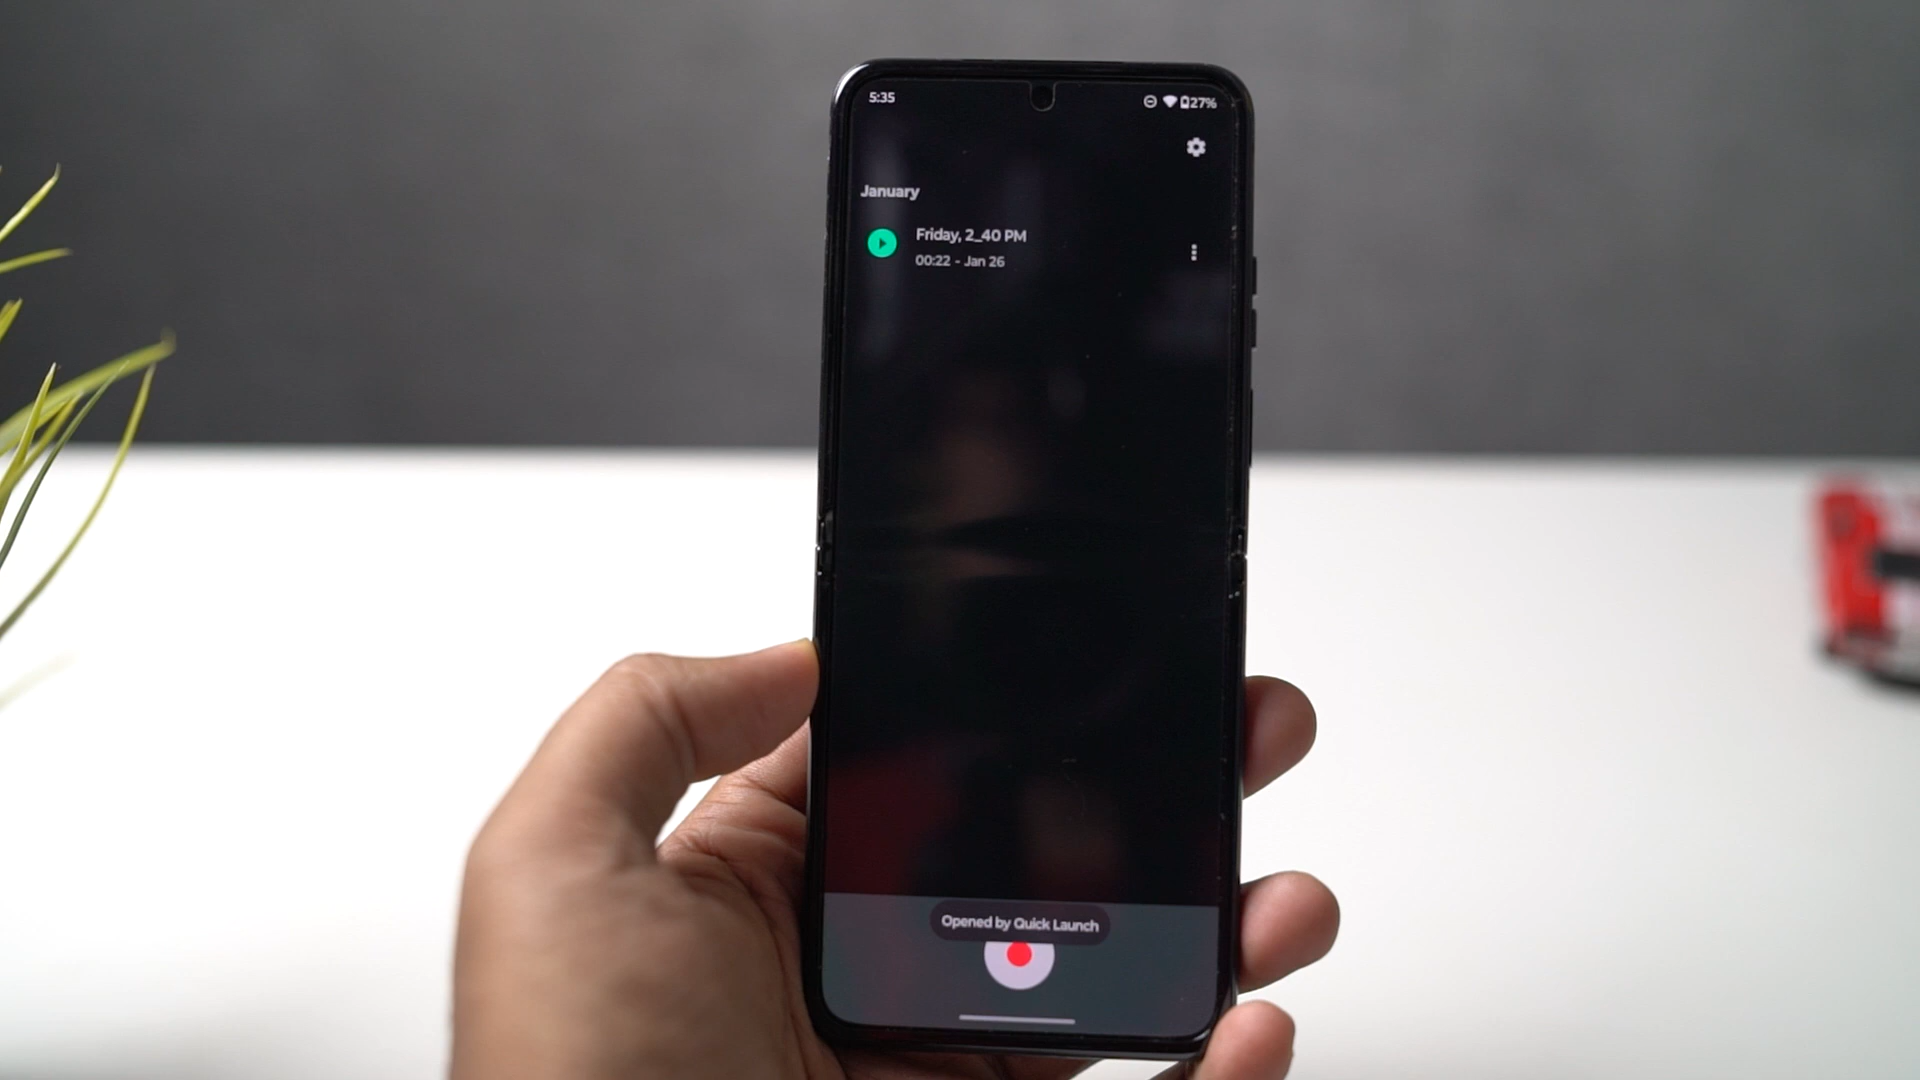 5:35
27%
January
Friday, 2_40 PM
00:22 - Jan 26
Opened by Quick Launch